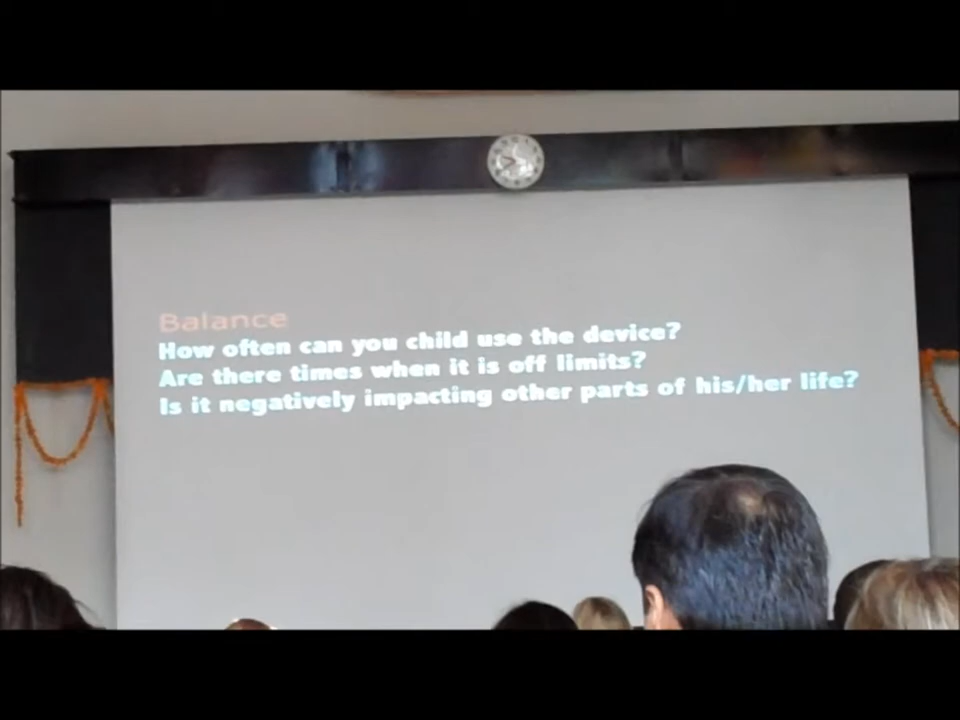 Balance
How often can you child use the device?
Are there times when it is off limits?
Is it negatively impacting other parts of his/her life?